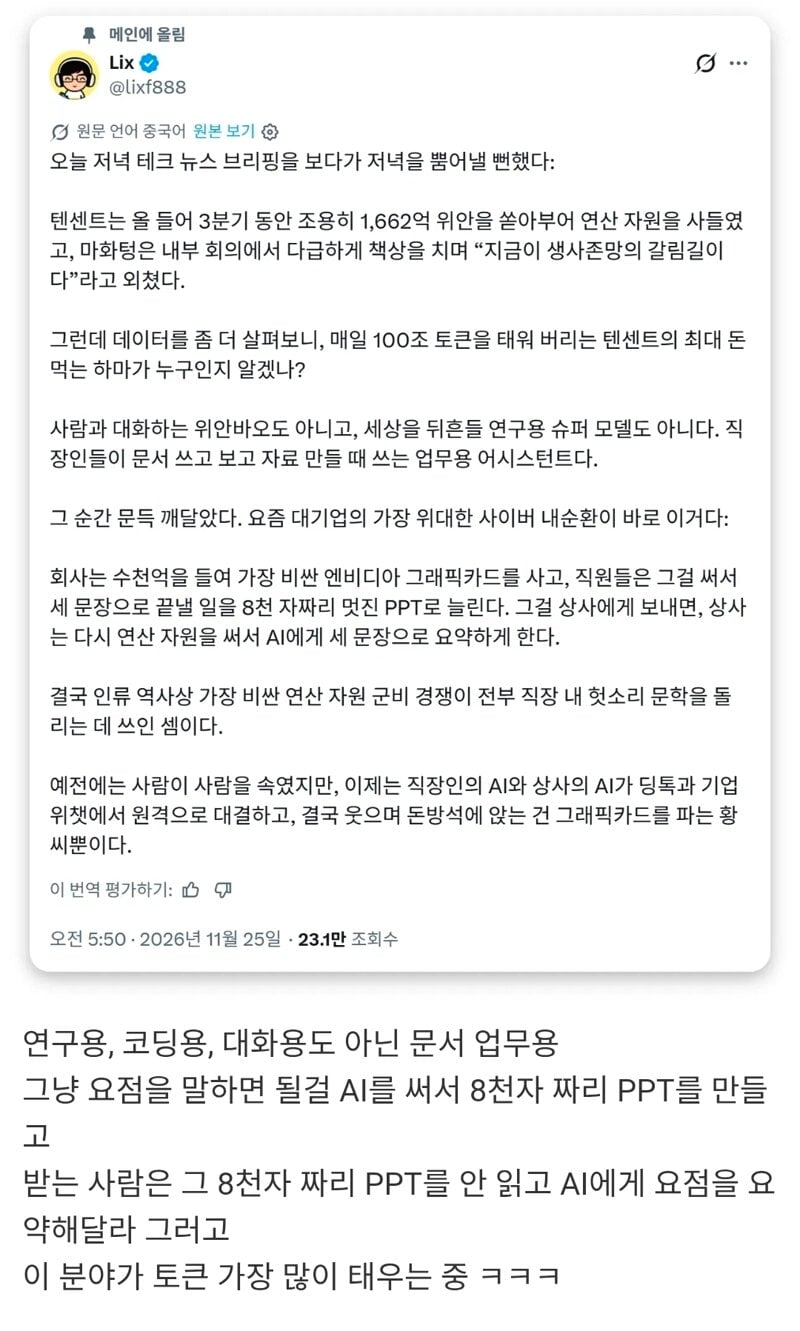 메인에 올림
Lix
@lixf888
원문 언어 중국어 원본 보기
오늘 저녁 테크 뉴스 브리핑을 보다가 저녁을 뿜어낼 뻔했다:
텐센트는 올 들어 3분기 동안 조용히 1,662억 위안을 쏟아부어 연산 자원을 사들였
고, 마화텅은 내부 회의에서 다급하게 책상을 치며 “지금이 생사존망의 갈림길이
다”라고 외쳤다.
그런데 데이터를 좀 더 살펴보니, 매일 100조 토큰을 태워 버리는 텐센트의 최대 돈
먹는 하마가 누구인지 알겠나?
사람과 대화하는 위안바오도 아니고, 세상을 뒤흔들 연구용 슈퍼 모델도 아니다. 직
장인들이 문서 쓰고 보고 자료 만들 때 쓰는 업무용 어시스턴트다.
그 순간 문득 깨달았다. 요즘 대기업의 가장 위대한 사이버 내순환이 바로 이거다:
회사는 수천억을 들여 가장 비싼 엔비디아 그래픽카드를 사고, 직원들은 그걸 써서
세 문장으로 끝낼 일을 8천 자짜리 멋진 PPT로 늘린다. 그걸 상사에게 보내면, 상사
는 다시 연산 자원을 써서 AI에게 세 문장으로 요약하게 한다.
결국 인류 역사상 가장 비싼 연산 자원 군비 경쟁이 전부 직장 내 헛소리 문학을 돌
리는 데 쓰인 셈이다.
예전에는 사람이 사람을 속였지만, 이제는 직장인의 AI와 상사의 AI가 딩톡과 기업
위챗에서 원격으로 대결하고, 결국 웃으며 돈방석에 앉는 건 그래픽카드를 파는 황
씨뿐이다.
이 번역 평가하기:
오전 5:50 · 2026년 11월 25일 · 23.1만 조회수
연구용, 코딩용, 대화용도 아닌 문서 업무용
그냥 요점을 말하면 될걸 AI를 써서 8천자 짜리 PPT를 만들
고
받는 사람은 그 8천자 짜리 PPT를 안 읽고 AI에게 요점을 요
약해달라 그러고
이 분야가 토큰 가장 많이 태우는 중 ㅋㅋㅋ